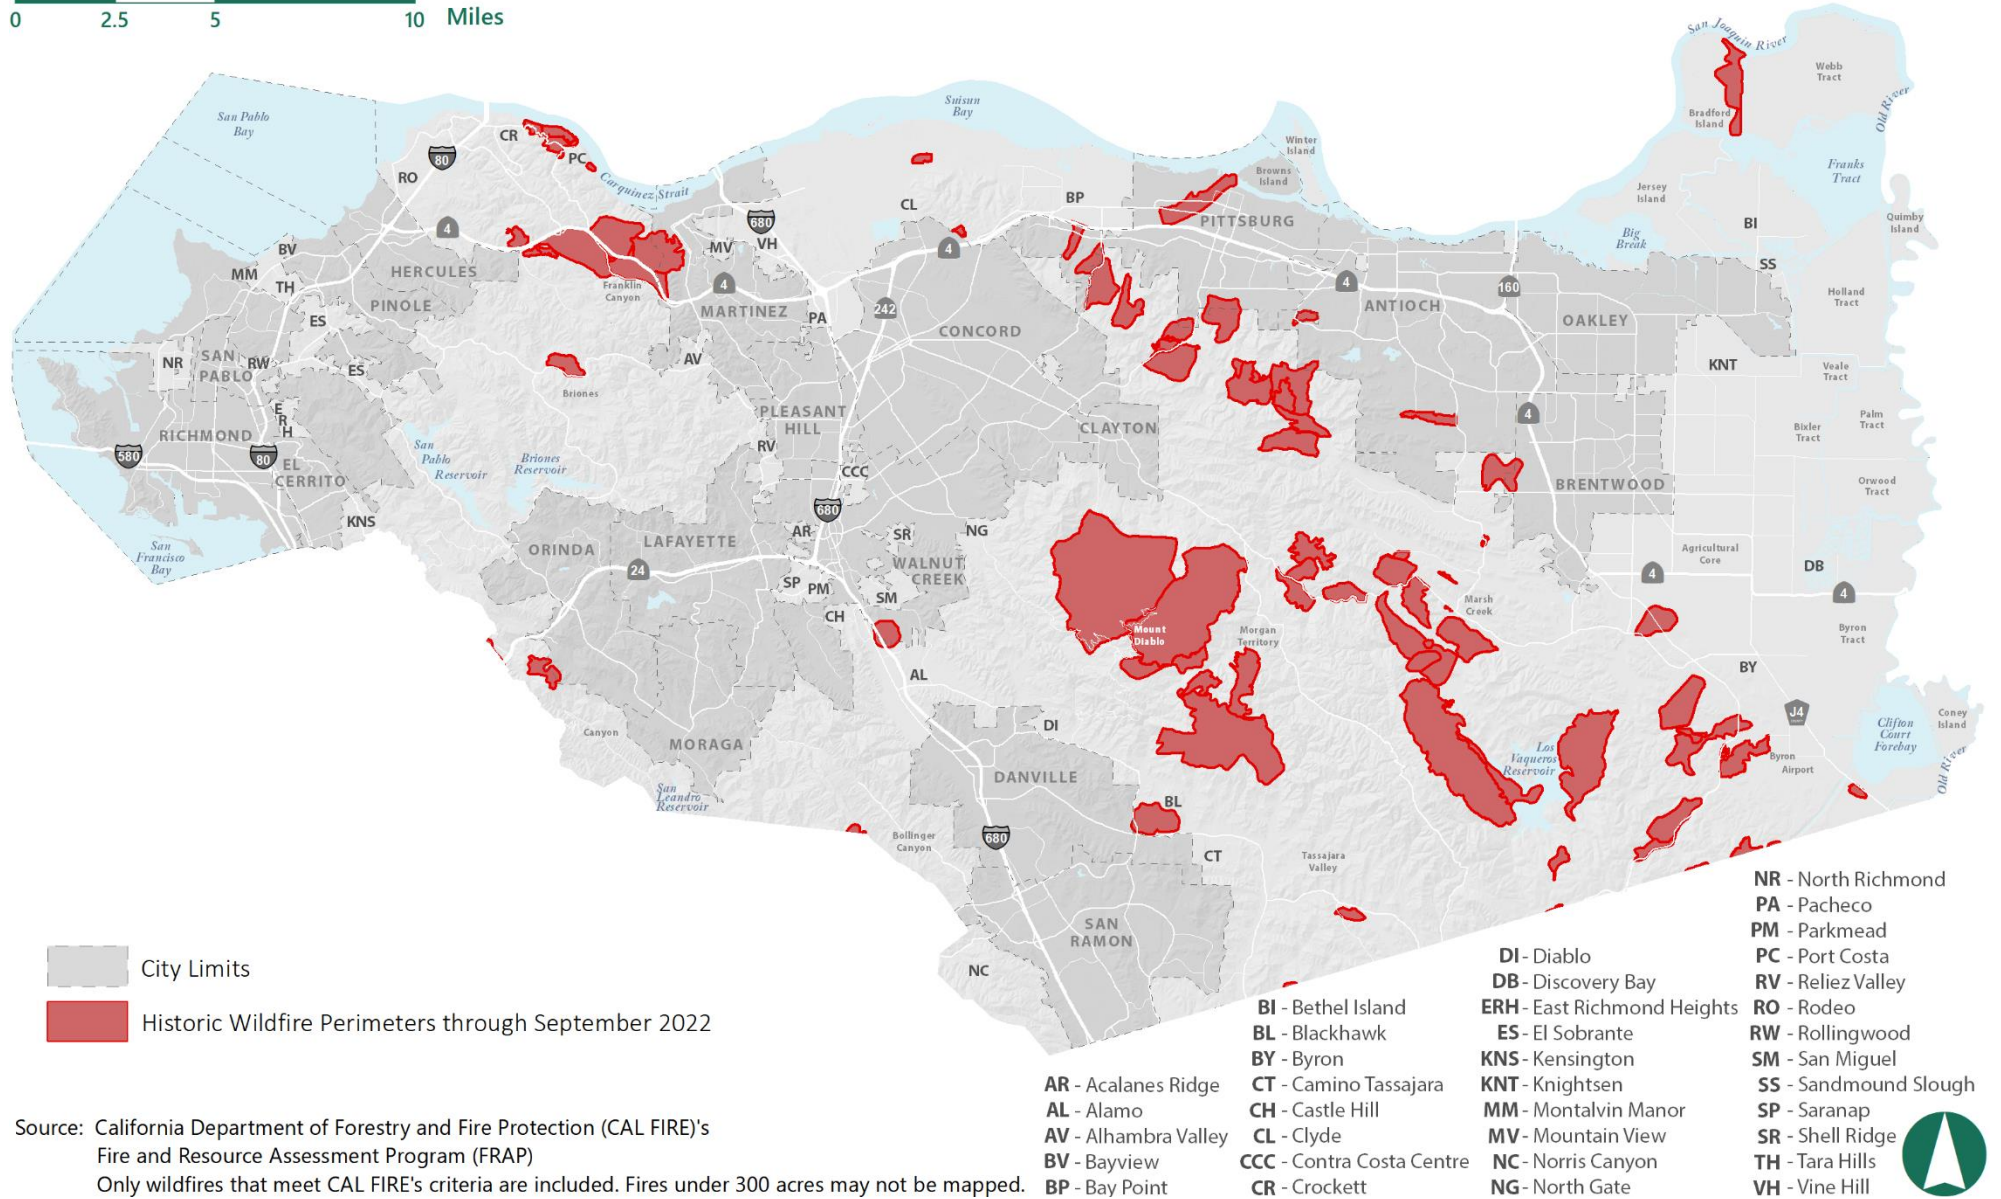 0 2.5 5 10 Miles
San Joaquin River
Webb
Tract
Old River
Bradford
Island
Franks
Tract
San Pablo
Bay
Suisun
Bay
Winter
Island
Browns
Island
Jersey
Island
Quimby
Island
CR
PC
80
RO
Carquinez Strait
BP
CL
PITTSBURG
BI
Big
Break
SS
4
680
MV
VH
4
BV
MM
TH
HERCULES
PINOLE
ES
Franklin
Canyon
4
MARTINEZ
PA
242
CONCORD
4
ANTIOCH
160
OAKLEY
Holland
Tract
NR
SAN
PABLO
RW
ES
AV
Briones
KNT
Veale
Tract
PLEASANT
HILL
CLAYTON
4
Palm
Tract
Bixler
Tract
E
R
H
RICHMOND
580
80
EL
CERRITO
San
Pablo
Reservoir
Briones
Reservoir
RV
CCC
680
BRENTWOOD
Orwood
Tract
KNS
San
Francisco
Bay
ORINDA
LAFAYETTE
24
AR
SR
NG
WALNUT
CREEK
SP
PM
SM
CH
Agricultural
Core
4
DB
4
Marsh
Creek
Mount
Diablo
Morgan
Territory
Byron
Tract
BY
AL
DI
Canyon
MORAGA
San
Leandro
Reservoir
DANVILLE
BL
J4
Clifton
Court
Forebay
Coney
Island
Old River
Los
Vaqueros
Reservoir
Byron
Airport
Bollinger
Canyon
680
CT
Tassajara
Valley
SAN
RAMON
NC
City Limits
Historic Wildfire Perimeters through September 2022
AR - Acalanes Ridge
AL - Alamo
AV - Alhambra Valley
BV - Bayview
BP - Bay Point
BI - Bethel Island
BL - Blackhawk
BY - Byron
CT - Camino Tassajara
CH - Castle Hill
CL - Clyde
CCC - Contra Costa Centre
CR - Crockett
DI - Diablo
DB - Discovery Bay
ERH - East Richmond Heights
ES - El Sobrante
KNS - Kensington
KNT - Knightsen
MM - Montalvin Manor
MV - Mountain View
NC - Norris Canyon
NG - North Gate
NR - North Richmond
PA - Pacheco
PM - Parkmead
PC - Port Costa
RV - Reliez Valley
RO - Rodeo
RW - Rollingwood
SM - San Miguel
SS - Sandmound Slough
SP - Saranap
SR - Shell Ridge
TH - Tara Hills
VH - Vine Hill
Source: California Department of Forestry and Fire Protection (CAL FIRE)'s
Fire and Resource Assessment Program (FRAP)
Only wildfires that meet CAL FIRE's criteria are included. Fires under 300 acres may not be mapped.